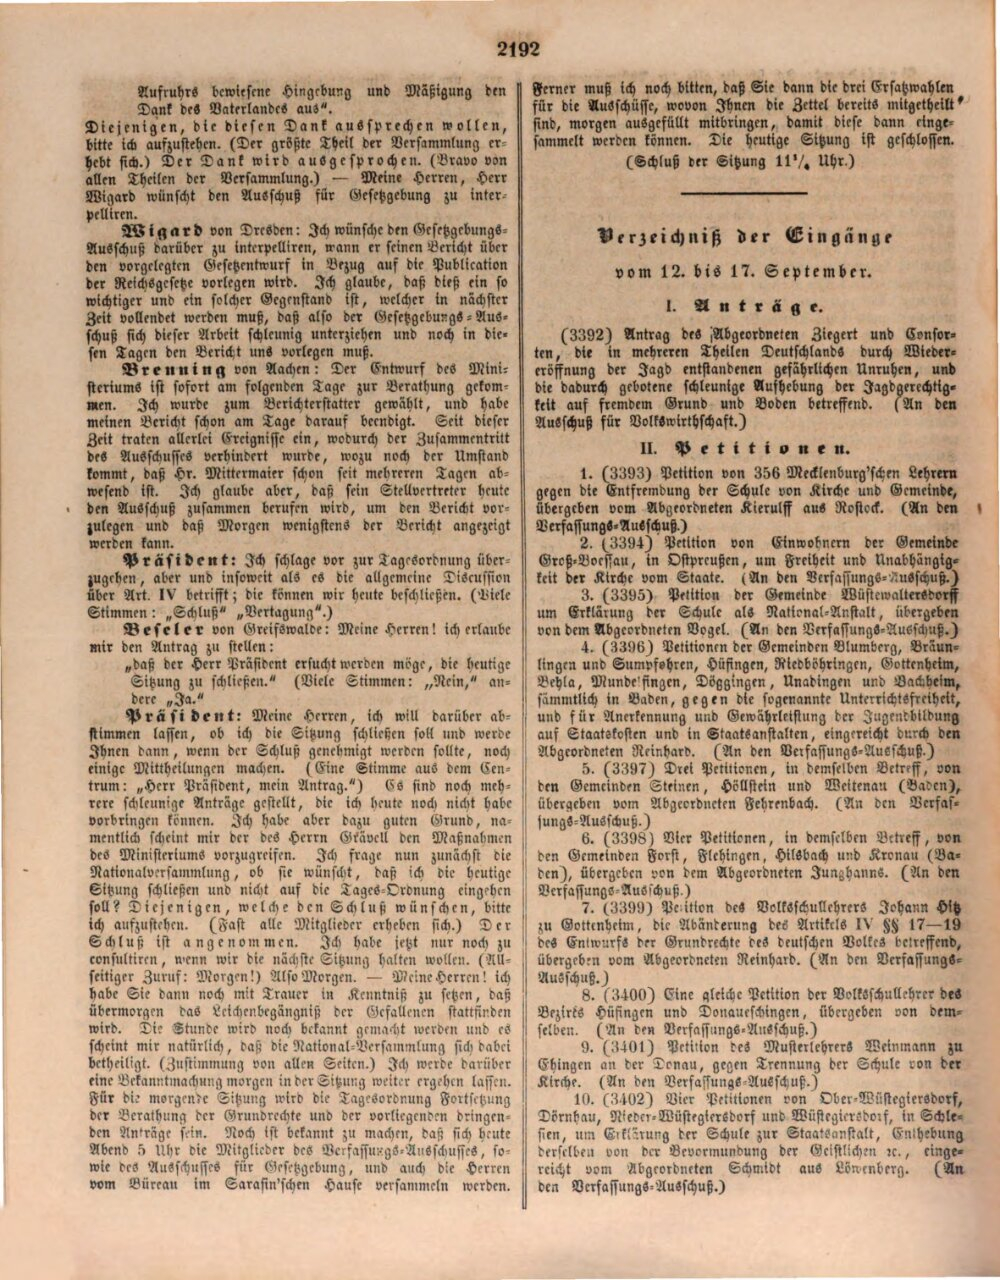 2192
Aufruhrs bewiesene Hingebung und Mäßigung den
Dank des Vaterlandes aus“.
Diejenigen, die diesen Dank aussprechen wollen,
bitte ich aufzustehen. (Der größte Theil der Versammlung er-
hebt sich.) Der Dank wird ausgesprochen. (Bravo von
allen Theilen der Versammlung.) — Meine Herren, Herr
Wigard wünscht den Ausschuß für Gesetzgebung zu inter-
pelliren.
Wigard von Dresden: Ich wünsche den Gesetzgebungs-
Ausschuß darüber zu interpelliren, wann er seinen Bericht über
den vorgelegten Gesetzentwurf in Bezug auf die Publication
der Reichsgesetze vorlegen wird. Ich glaube, daß dieß ein so
wichtiger und ein solcher Gegenstand ist, welcher in nächster
Zeit vollendet werden muß, daß also der Gesetzgebungs-Aus-
schuß sich dieser Arbeit schleunig unterziehen und noch in die-
sen Tagen den Bericht uns vorlegen muß.
Brenning von Aachen: Der Entwurf des Mini-
steriums ist sofort am folgenden Tage zur Berathung gekom-
men. Ich wurde zum Berichterstatter gewählt, und habe
meinen Bericht schon am Tage darauf beendigt. Seit dieser
Zeit traten allerlei Ereignisse ein, wodurch der Zusammentritt
des Ausschusses verhindert wurde, wozu noch der Umstand
kommt, daß Hr. Mittermaier schon seit mehreren Tagen ab-
wesend ist. Ich glaube aber, daß sein Stellvertreter heute
den Ausschuß zusammen berufen wird, um den Bericht vor-
zulegen und daß Morgen wenigstens der Bericht angezeigt
werden kann.
Präsident: Ich schlage vor zur Tagesordnung über-
zugehen, aber und insoweit als es die allgemeine Discussion
über Art. IV betrifft; die können wir heute beschließen. (Viele
Stimmen: „Schluß“ „Vertagung“.)
Beseler von Greifswalde: Meine Herren! ich erlaube
mir den Antrag zu stellen:
„daß der Herr Präsident ersucht werden möge, die heutige
Sitzung zu schließen.“ (Viele Stimmen: „Nein,“ an-
dere „Ja.“
Präsident: Meine Herren, ich will darüber ab-
stimmen lassen, ob ich die Sitzung schließen soll und werde
Ihnen dann, wenn der Schluß genehmigt werden sollte, noch
einige Mittheilungen machen. (Eine Stimme aus dem Cen-
trum: „Herr Präsident, mein Antrag.“) Es sind noch meh-
rere schleunige Anträge gestellt, die ich heute noch nicht habe
vorbringen können. Ich habe aber dazu guten Grund, na-
mentlich scheint mir der des Herrn Grävell den Maßnahmen
des Ministeriums vorzugreifen. Ich frage nun zunächst die
Nationalversammlung, ob sie wünscht, daß ich die heutige
Sitzung schließen und nicht auf die Tages-Ordnung eingehen
soll? Diejenigen, welche den Schluß wünschen, bitte
ich aufzustehen. (Fast alle Mitglieder erheben sich.) Der
Schluß ist angenommen. Ich habe jetzt nur noch zu
consultiren, wenn wir die nächste Sitzung halten wollen. (All-
seitiger Zuruf: Morgen!) Also Morgen. — Meine Herren! ich
habe Sie dann noch mit Trauer in Kenntniß zu setzen, daß
übermorgen das Leichenbegängniß der Gefallenen stattfinden
wird. Die Stunde wird noch bekannt gemacht werden und es
scheint mir natürlich, daß die National-Versammlung sich dabei
betheiligt. (Zustimmung von allen Seiten.) Ich werde darüber
eine Bekanntmachung morgen in der Sitzung weiter ergehen lassen.
Für die morgende Sitzung wird die Tagesordnung Fortsetzung
der Berathung der Grundrechte und der vorliegenden dringen-
den Anträge sein. Noch ist bekannt zu machen, daß sich heute
Abend 5 Uhr die Mitglieder des Verfassungs-Ausschusses, so-
wie des Ausschusses für Gesetzgebung, und auch die Herren
vom Büreau im Sarasin'schen Hause versammeln werden.
Ferner muß ich noch bitten, daß Sie dann die drei Ersatzwahlen
für die Ausschüsse, wovon Ihnen die Zettel bereits mitgetheilt
sind, morgen ausgefüllt mitbringen, damit diese dann einge-
sammelt werden können. Die heutige Sitzung ist geschlossen.
(Schluß der Sitzung 11¹/₄ Uhr.)
Verzeichniß der Eingänge
vom 12. bis 17. September.
I. Anträge.
(3392) Antrag des Abgeordneten Ziegert und Consor-
ten, die in mehreren Theilen Deutschlands durch Wieder-
eröffnung der Jagd entstandenen gefährlichen Unruhen, und
die dadurch gebotene schleunige Aufhebung der Jagdgerechtig-
keit auf fremdem Grund und Boden betreffend. (An den
Ausschuß für Volkswirthschaft.)
II. Petitionen.
1. (3393) Petition von 356 Mecklenburg'schen Lehrern
gegen die Entfremdung der Schule von Kirche und Gemeinde,
übergeben vom Abgeordneten Kierulff aus Rostock. (An den
Verfassungs-Ausschuß.)
2. (3394) Petition von Einwohnern der Gemeinde
Groß-Boessau, in Ostpreußen, um Freiheit und Unabhängig-
keit der Kirche vom Staate. (An den Verfassungs-Ausschuß.)
3. (3395) Petition der Gemeinde Wüstewaltersdorff
um Erklärung der Schule als National-Anstalt, übergeben
von dem Abgeordneten Vogel. (An den Verfassungs-Ausschuß.)
4. (3396) Petitionen der Gemeinden Blumberg, Bräun-
lingen und Sumpfohren, Hüfingen, Riedböhringen, Gottenheim,
Behla, Mundelfingen, Döggingen, Unadingen und Bachheim,
sämmtlich in Baden, gegen die sogenannte Unterrichtsfreiheit,
und für Anerkennung und Gewährleistung der Jugendbildung
auf Staatskosten und in Staatsanstalten, eingereicht durch den
Abgeordneten Reinhard. (An den Verfassungs-Ausschuß.)
5. (3397) Drei Petitionen, in demselben Betreff, von
den Gemeinden Steinen, Höllstein und Weitenau (Baden),
übergeben vom Abgeordneten Fehrenbach. (An den Verfas-
sungs-Ausschuß.)
6. (3398) Vier Petitionen, in demselben Betreff, von
den Gemeinden Forst, Flehingen, Hilsbach und Kronau (Ba-
den), übergeben von dem Abgeordneten Junghanns. (An den
Verfassungs-Ausschuß.)
7. (3399) Petition des Volksschullehrers Johann Hitz
zu Gottenheim, die Abänderung des Artikels IV §§ 17—19
des Entwurfs der Grundrechte des deutschen Volkes betreffend,
übergeben vom Abgeordneten Reinhard. (An den Verfassungs-
Ausschuß.)
8. (3400) Eine gleiche Petition der Volksschullehrer des
Bezirks Hüfingen und Donaueschingen, übergeben von dem-
selben. (An den Verfassungs-Ausschuß.)
9. (3401) Petition des Musterlehrers Weinmann zu
Ehingen an der Donau, gegen Trennung der Schule von der
Kirche. (An den Verfassungs-Ausschuß.)
10. (3402) Vier Petitionen von Ober-Wüstegiersdorf,
Dörnhau, Nieder-Wüstegiersdorf und Wüstegiersdorf, in Schle-
sien, um Erklärung der Schule zur Staatsanstalt, Enthebung
derselben von der Bevormundung der Geistlichen ꝛc., einge-
reicht vom Abgeordneten Schmidt aus Löwenberg. (An
den Verfassungs-Ausschuß.)